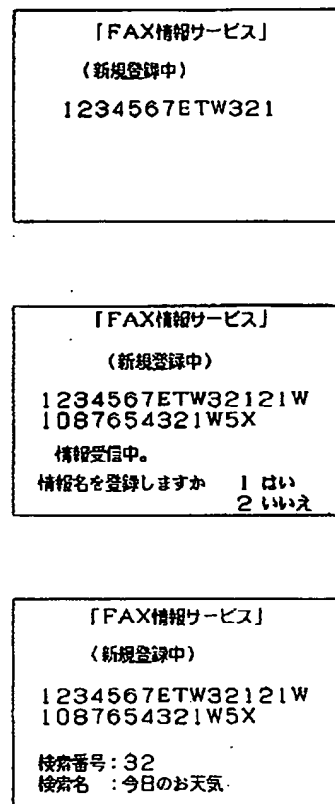 「FAX情報サービス」
(新規登録中)
1234567ETW321
「FAX情報サービス」
(新規登録中)
1234567ETW32121W
1087654321W5X
情報受信中。
情報名を登録しますか 1 はい
2 いいえ
「FAX情報サービス」
(新規登録中)
1234567ETW32121W
1087654321W5X
検索番号:32
検索名 :今日のお天気